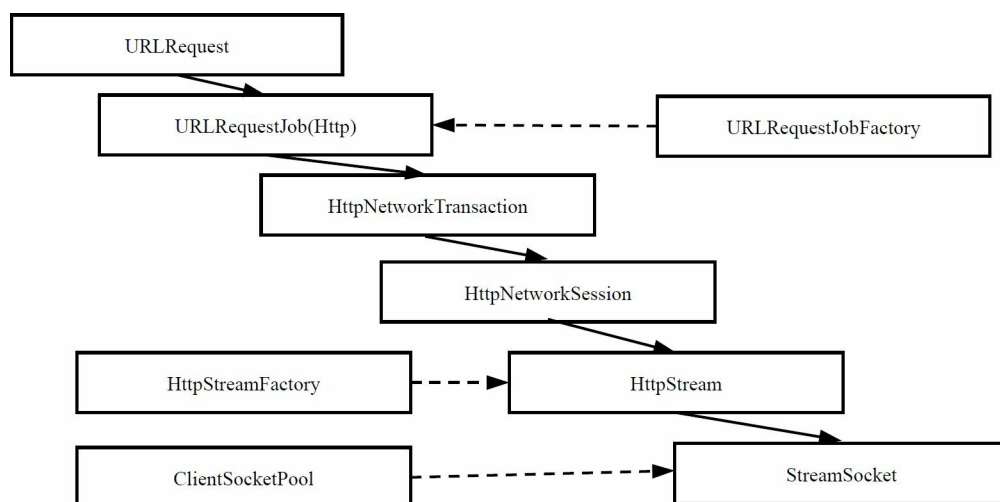 URLRequest
URLRequestJob(Http)
URLRequestJobFactory
HttpNetworkTransaction
HttpNetworkSession
HttpStreamFactory
HttpStream
ClientSocketPool
StreamSocket